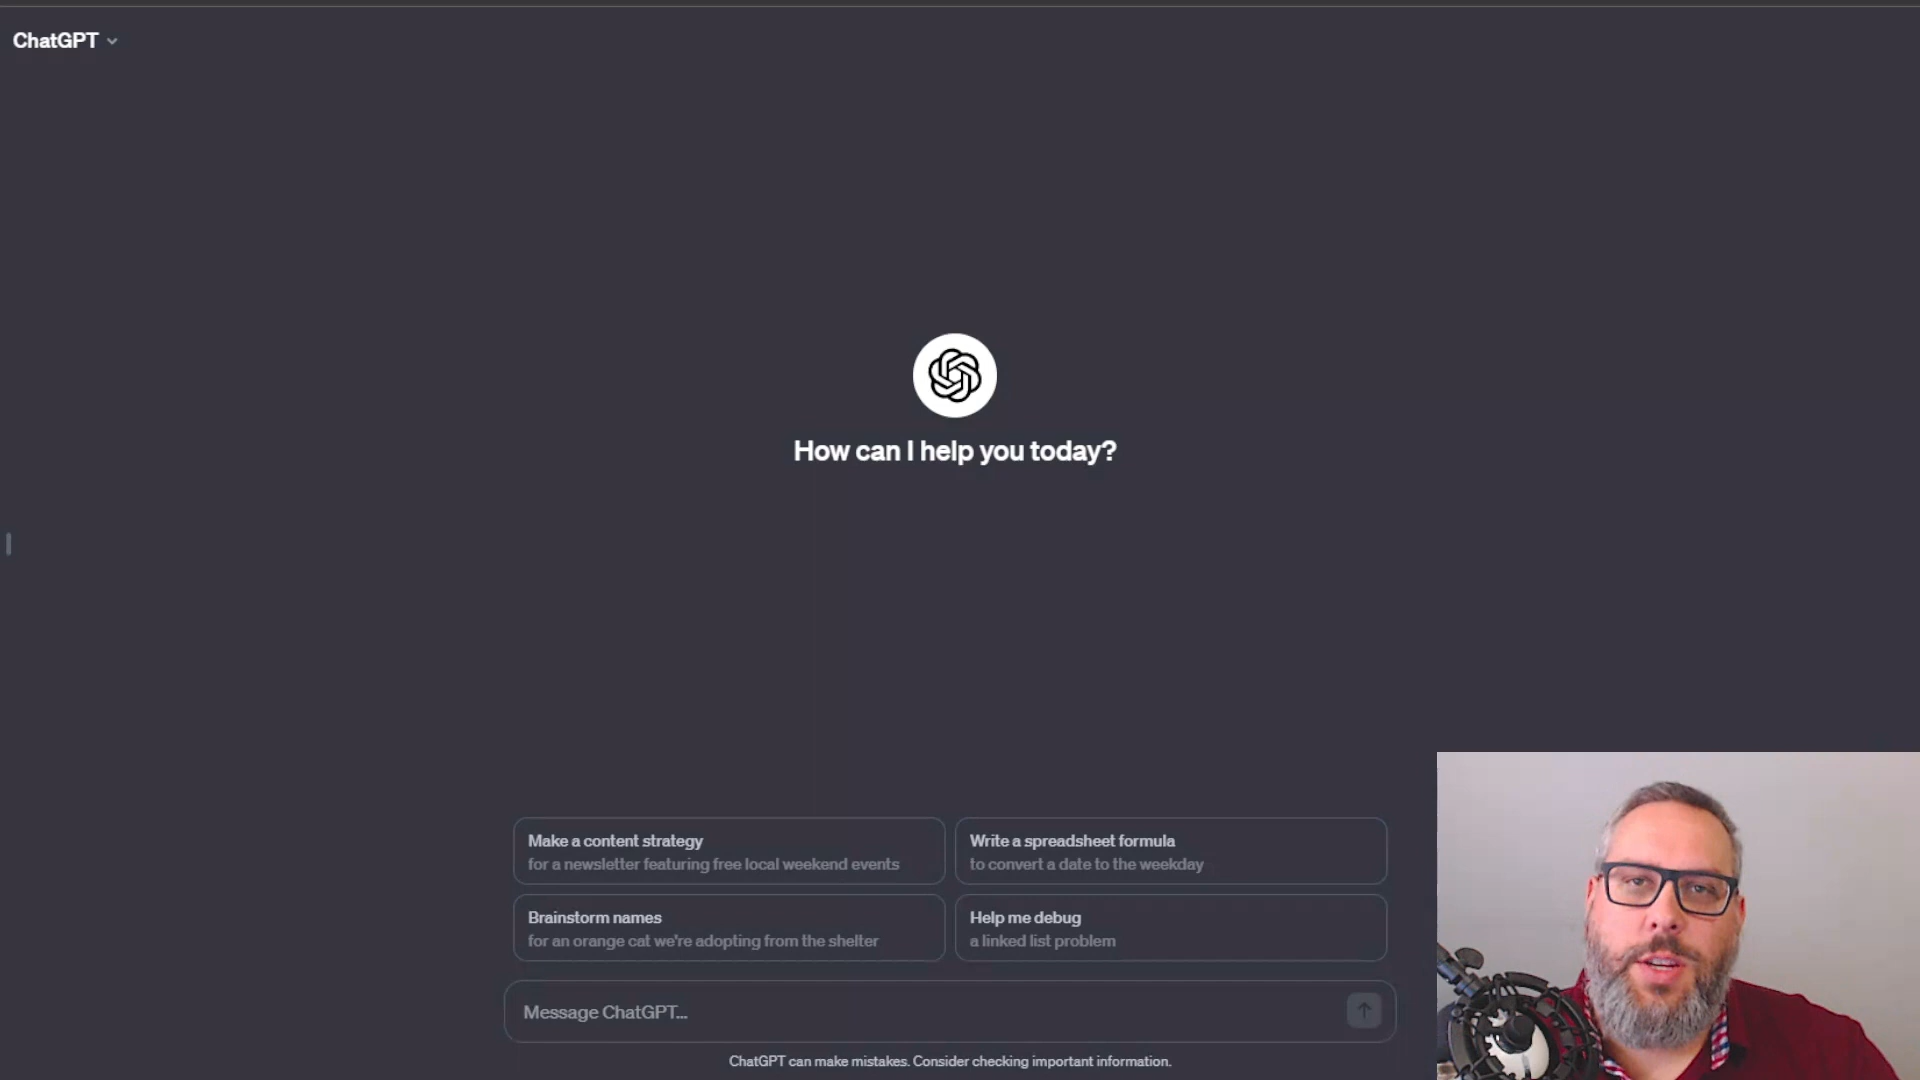 ChatGPT
How can I help you today?
Make a content strategy
for a newsletter featuring free local weekend events
Write a spreadsheet formula
to convert a date to the weekday
Brainstorm names
for an orange cat we're adopting from the shelter
Help me debug
a linked list problem
Message ChatGPT...
ChatGPT can make mistakes. Consider checking important information.